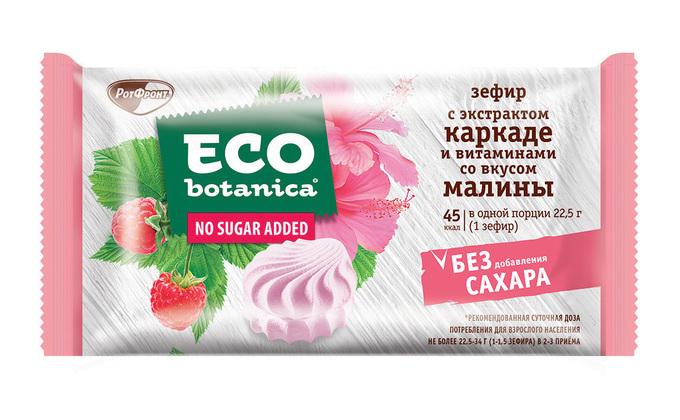 РотФронт
ECO
botanica®
NO SUGAR ADDED
зефир
с экстрактом
каркаде
и витаминами
со вкусом
малины
45 ккал
в одной порции 22,5 г
(1 зефир)
БЕЗ добавления
САХАРА
*РЕКОМЕНДОВАННАЯ СУТОЧНАЯ ДОЗА
ПОТРЕБЛЕНИЯ ДЛЯ ВЗРОСЛОГО НАСЕЛЕНИЯ
НЕ БОЛЕЕ 22.5-34 Г (1-1,5 ЗЕФИРА) В 2-3 ПРИЁМА